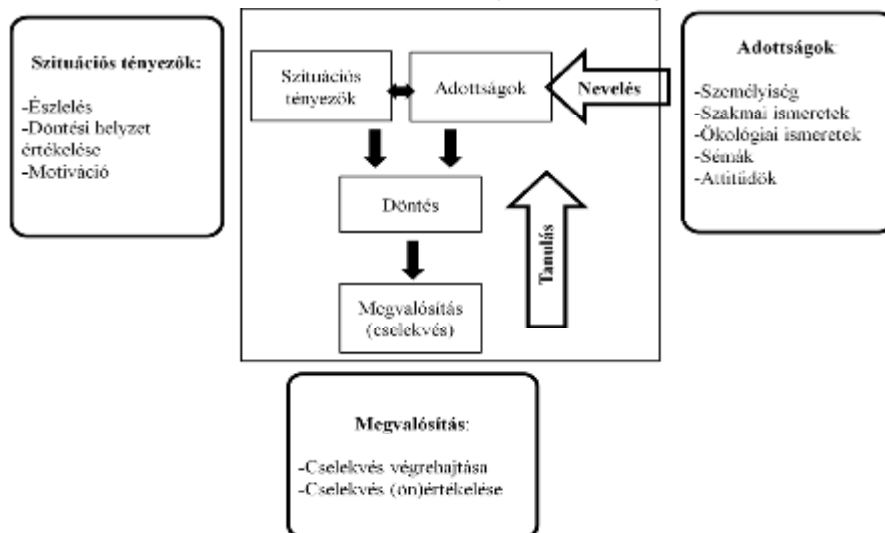 Szituációs tényezők:
-Észlelés
-Döntési helyzet
értékelése
-Motiváció
Szituációs
tényezők
Adottságok
Nevelés
Döntés
Tanulás
Megvalósítás
(cselekvés)
Adottságok:
-Személyiség
-Szakmai ismeretek
-Ökológiai ismeretek
-Sémák
-Attitűdök
Megvalósítás:
-Cselekvés végrehajtása
-Cselekvés (ön)értékelése